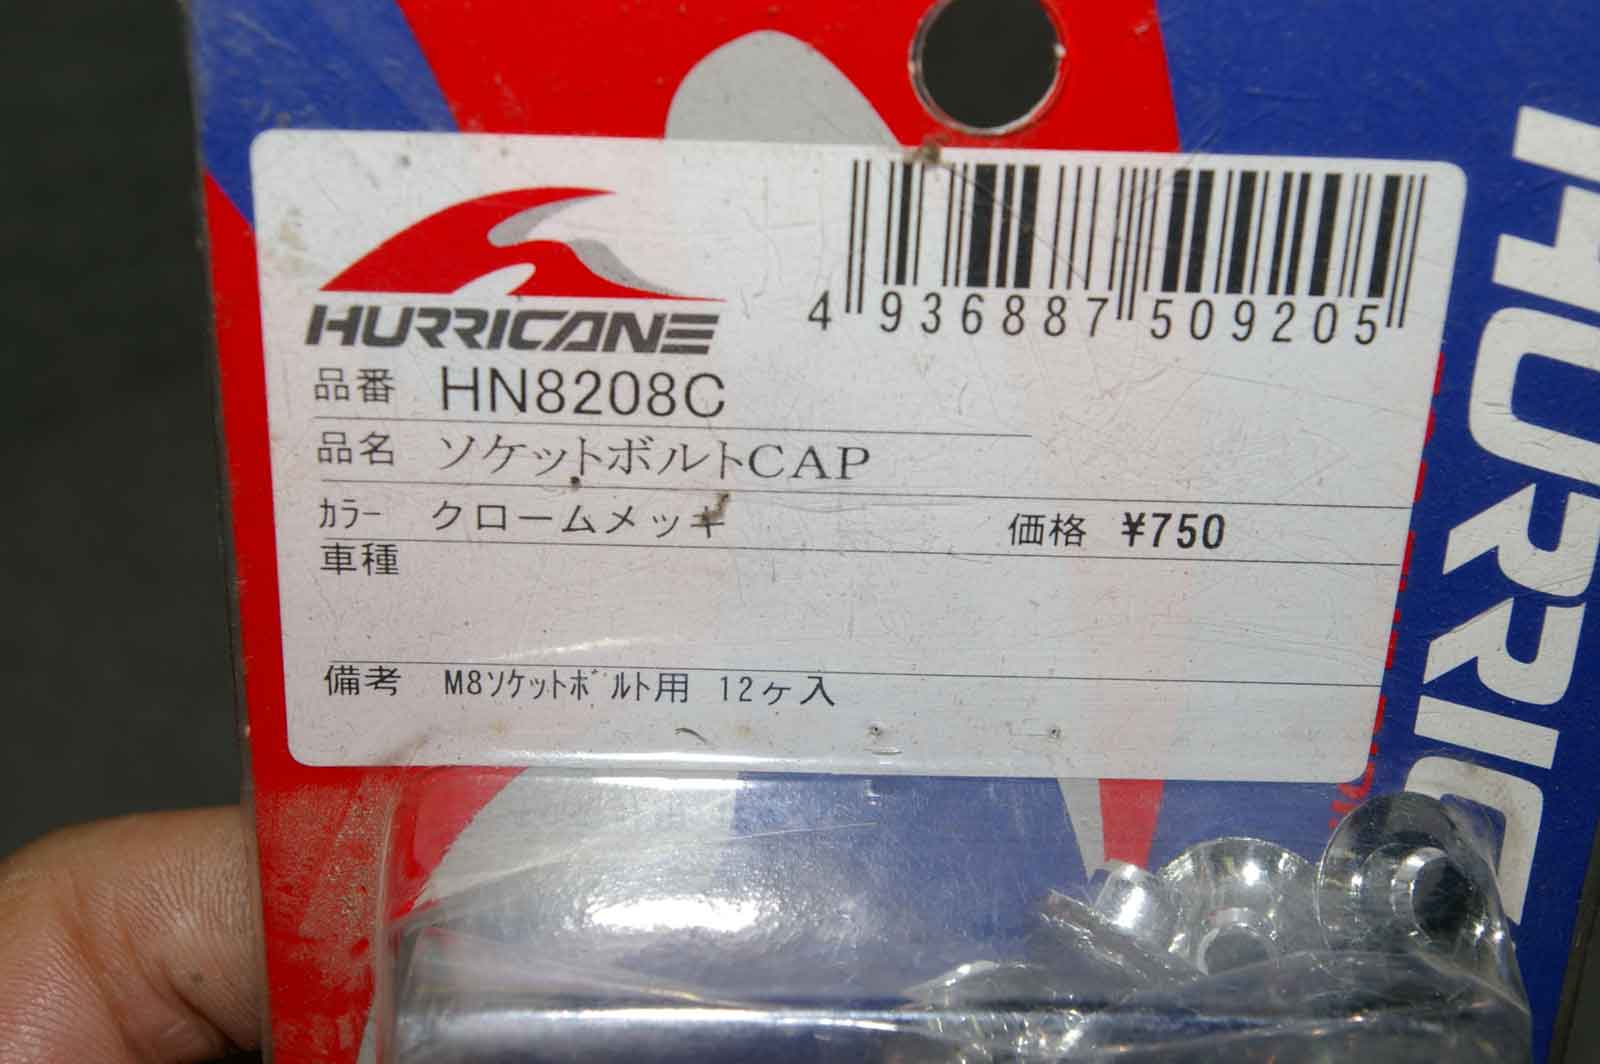 HURRICANE
4 936887 509205
品番 HN8208C
品名 ソケットボルトCAP
ｶﾗｰ クロームメッキ 価格 ¥750
車種
備考 M8ｿｹｯﾄﾎﾞﾙﾄ用 12ヶ入
HURRIC